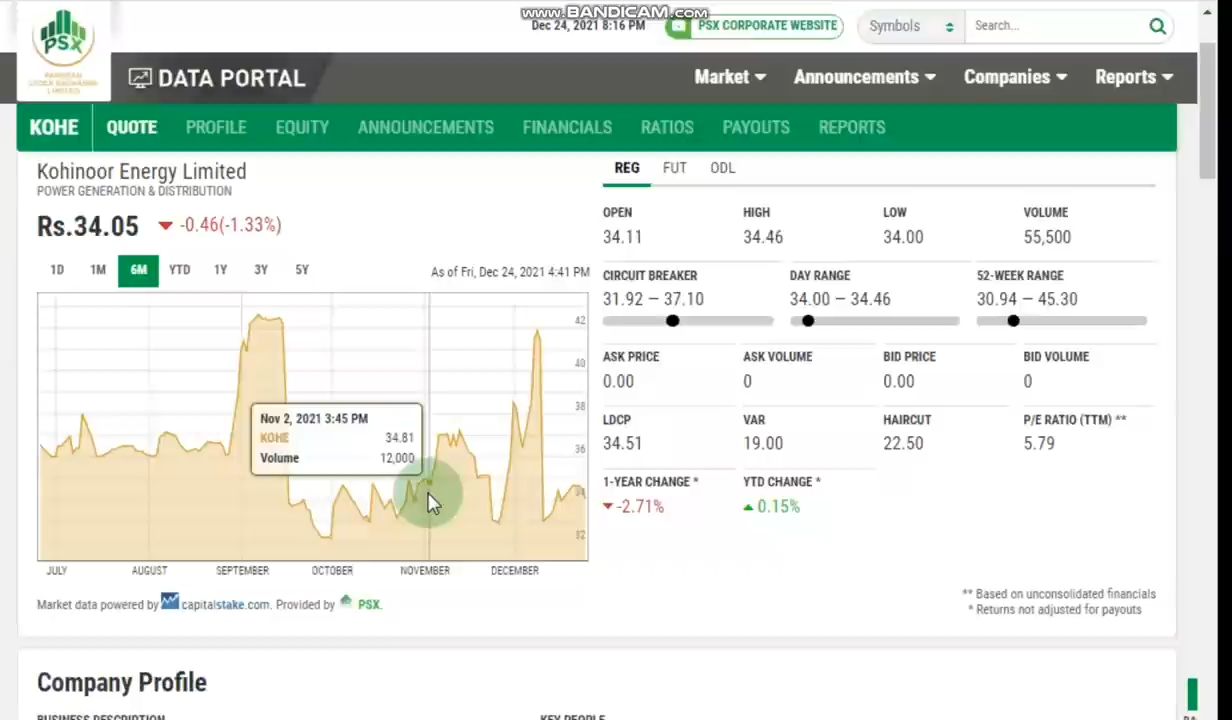 www.BANDICAM.com
Dec 24, 2021 8:16 PM
PSX CORPORATE WEBSITE
Symbols
Search...
PSX
PAKISTAN
STOCK EXCHANGE
LIMITED
DATA PORTAL
Market
Announcements
Companies
Reports
KOHE
QUOTE
PROFILE
EQUITY
ANNOUNCEMENTS
FINANCIALS
RATIOS
PAYOUTS
REPORTS
Kohinoor Energy Limited
POWER GENERATION & DISTRIBUTION
Rs.34.05 -0.46(-1.33%)
1D 1M 6M YTD 1Y 3Y 5Y
As of Fri, Dec 24, 2021 4:41 PM
42
40
38
36
34
32
Nov 2, 2021 3:45 PM
KOHE 34.81
Volume 12,000
JULY AUGUST SEPTEMBER OCTOBER NOVEMBER DECEMBER
Market data powered by capitalstake.com. Provided by PSX.
REG FUT ODL
OPEN HIGH LOW VOLUME
34.11 34.46 34.00 55,500
CIRCUIT BREAKER DAY RANGE 52-WEEK RANGE
31.92 — 37.10 34.00 — 34.46 30.94 — 45.30
ASK PRICE ASK VOLUME BID PRICE BID VOLUME
0.00 0 0.00 0
LDCP VAR HAIRCUT P/E RATIO (TTM) **
34.51 19.00 22.50 5.79
1-YEAR CHANGE * YTD CHANGE *
-2.71% 0.15%
** Based on unconsolidated financials
* Returns not adjusted for payouts
Company Profile
BUSINESS DESCRIPTION
KEY PEOPLE